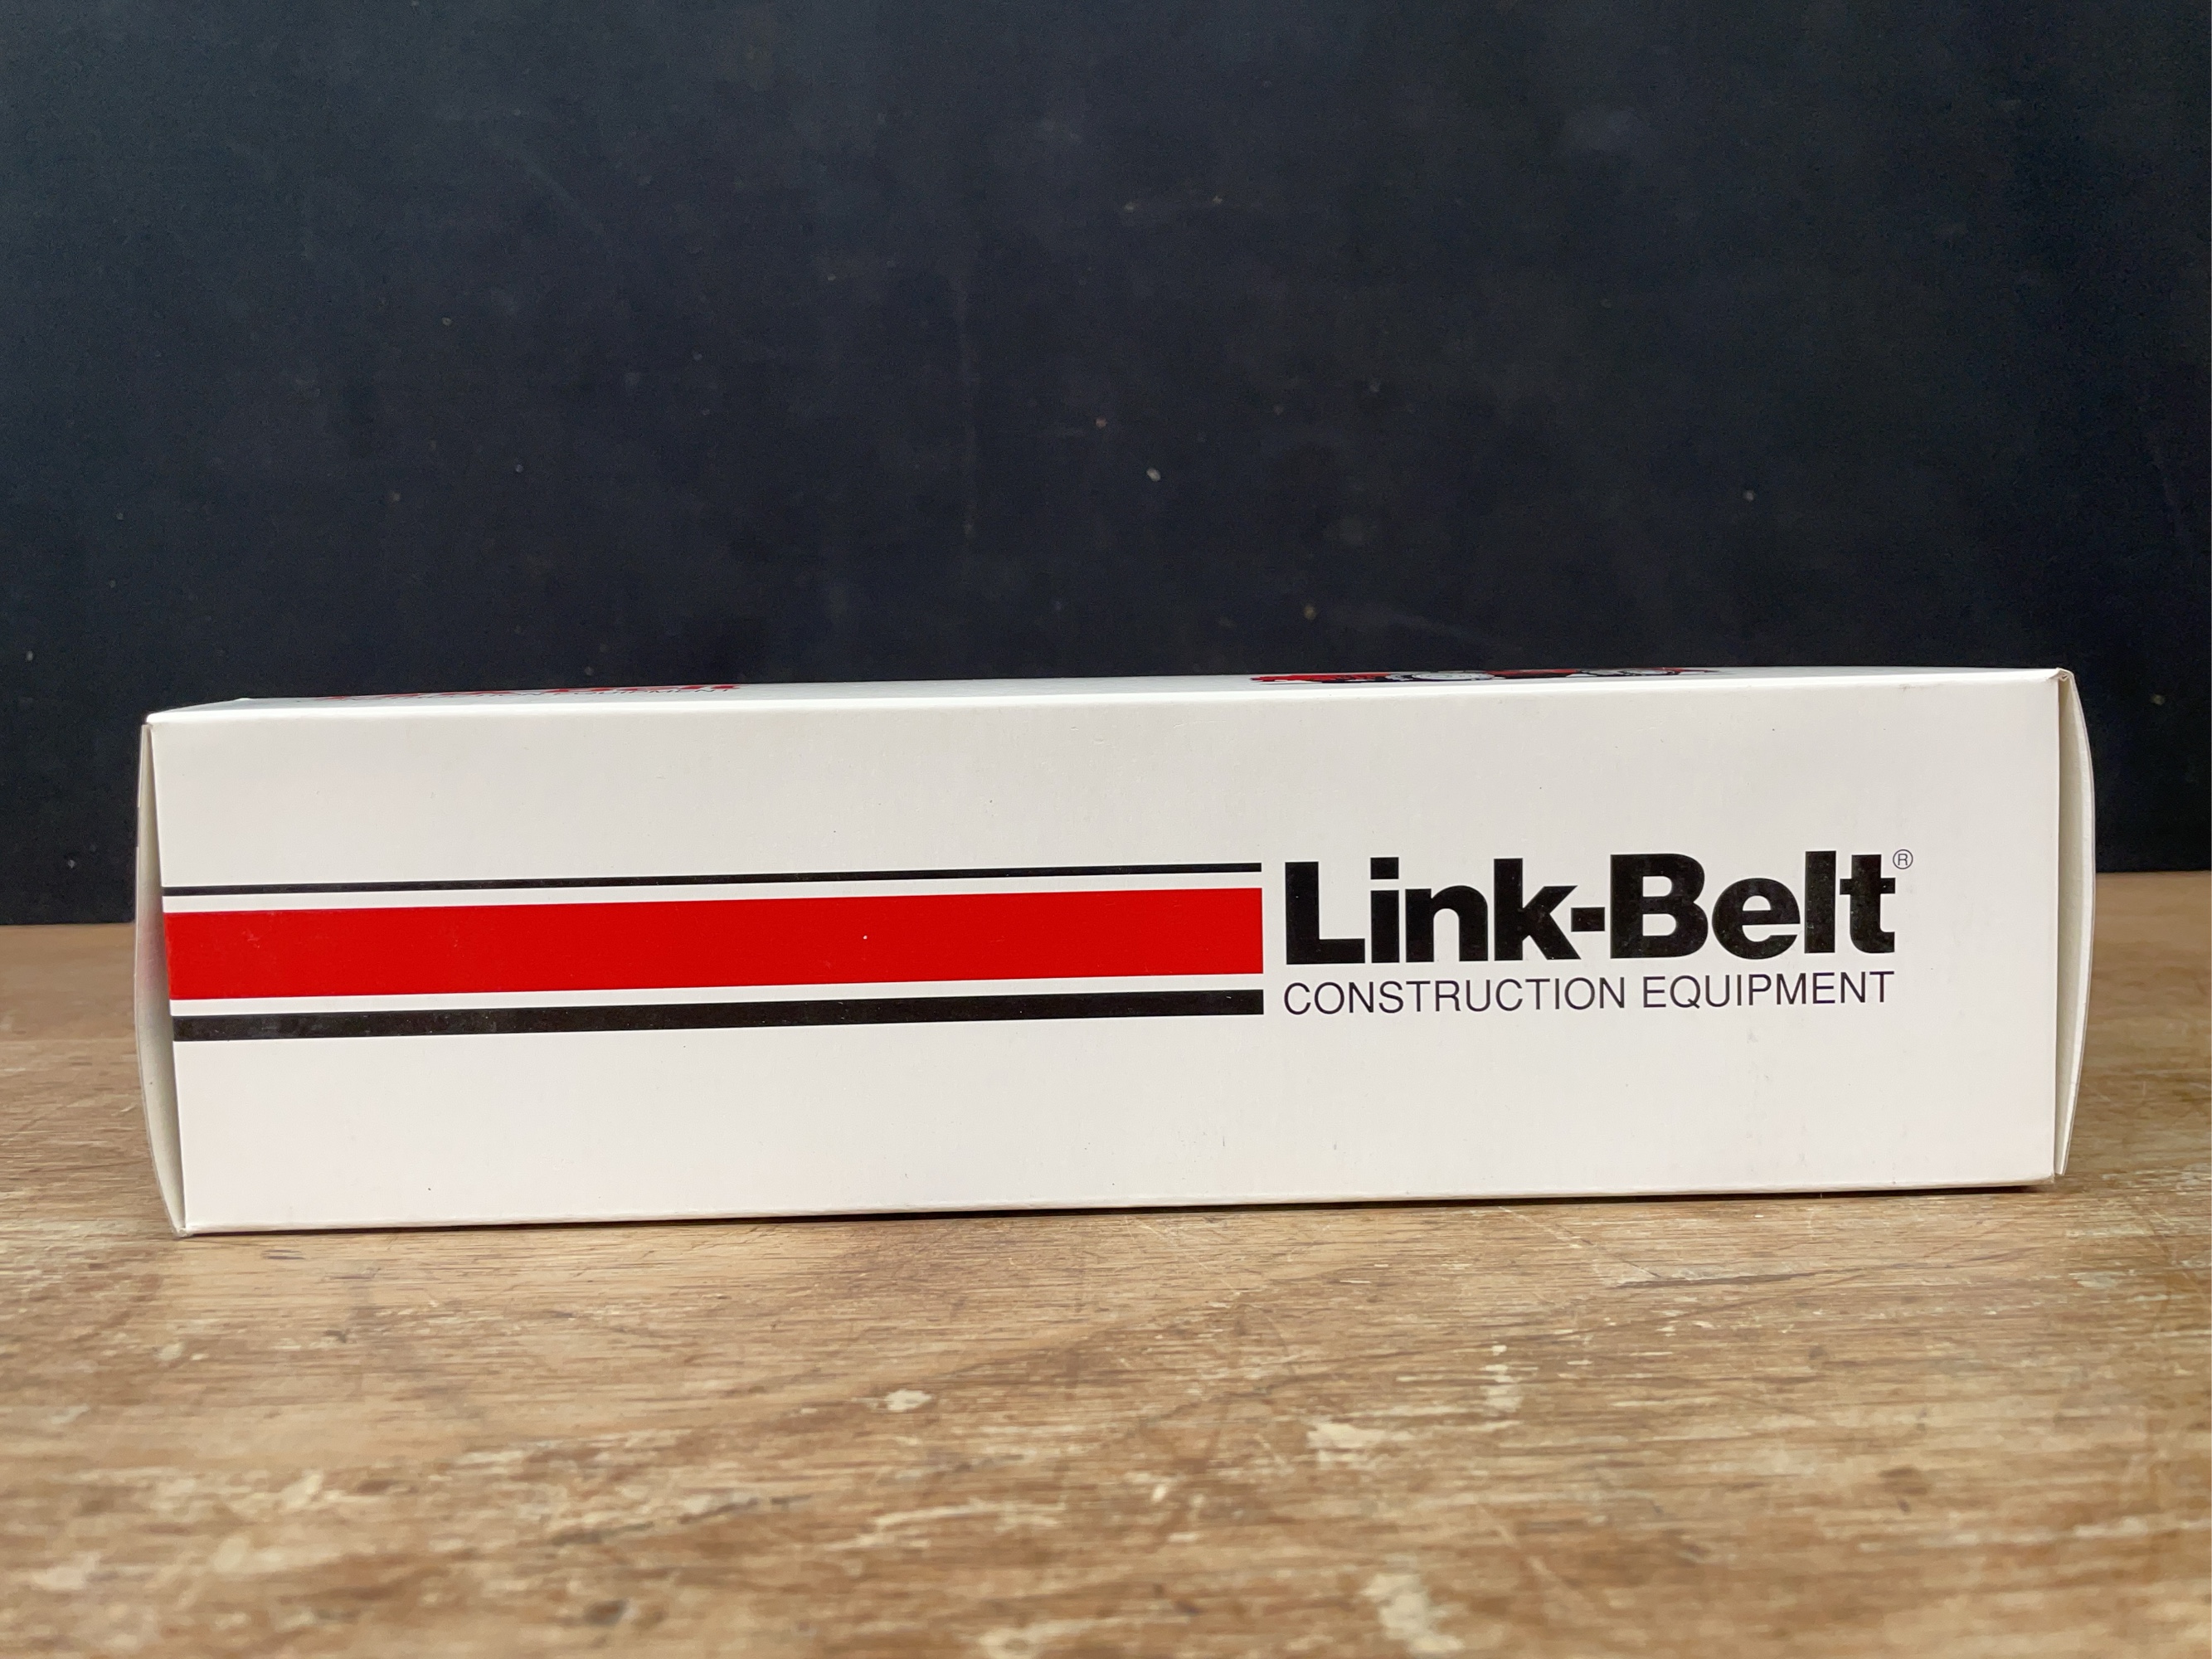 Link-Belt®
CONSTRUCTION EQUIPMENT